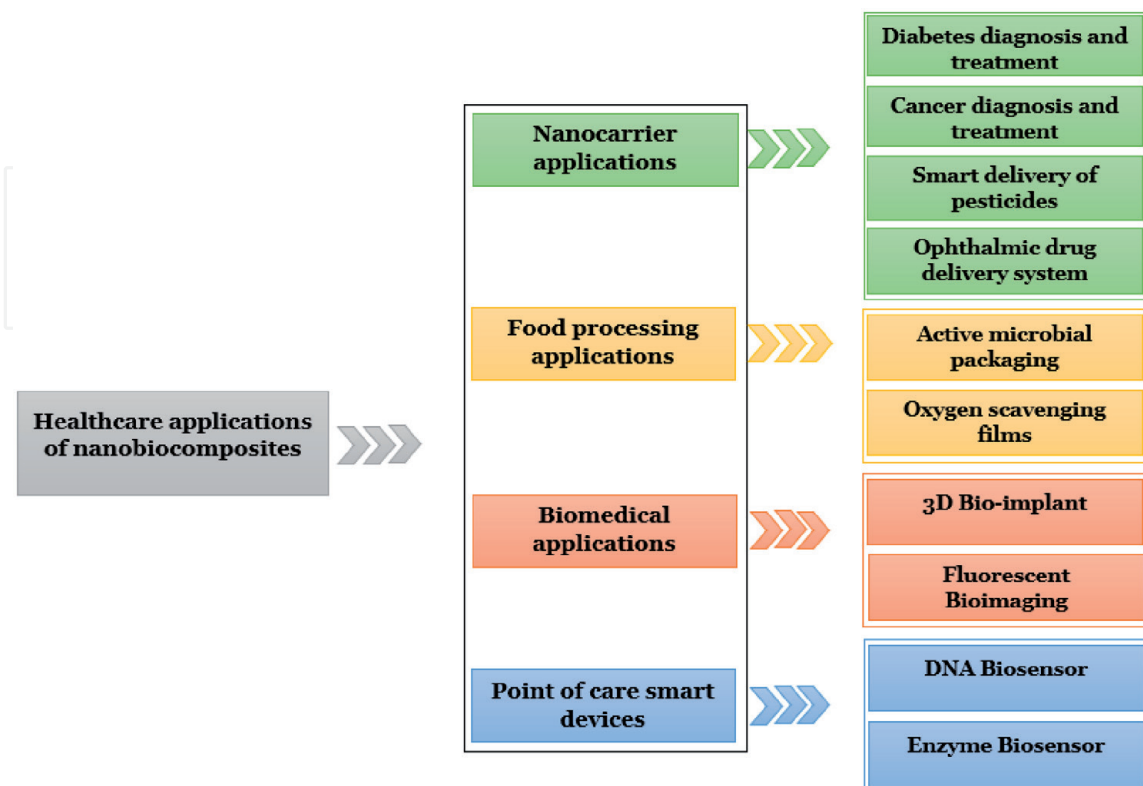 Healthcare applications
of nanobiocomposites
Nanocarrier
applications
Diabetes diagnosis and
treatment
Cancer diagnosis and
treatment
Smart delivery of
pesticides
Ophthalmic drug
delivery system
Food processing
applications
Active microbial
packaging
Oxygen scavenging
films
Biomedical
applications
3D Bio-implant
Fluorescent
Bioimaging
Point of care smart
devices
DNA Biosensor
Enzyme Biosensor